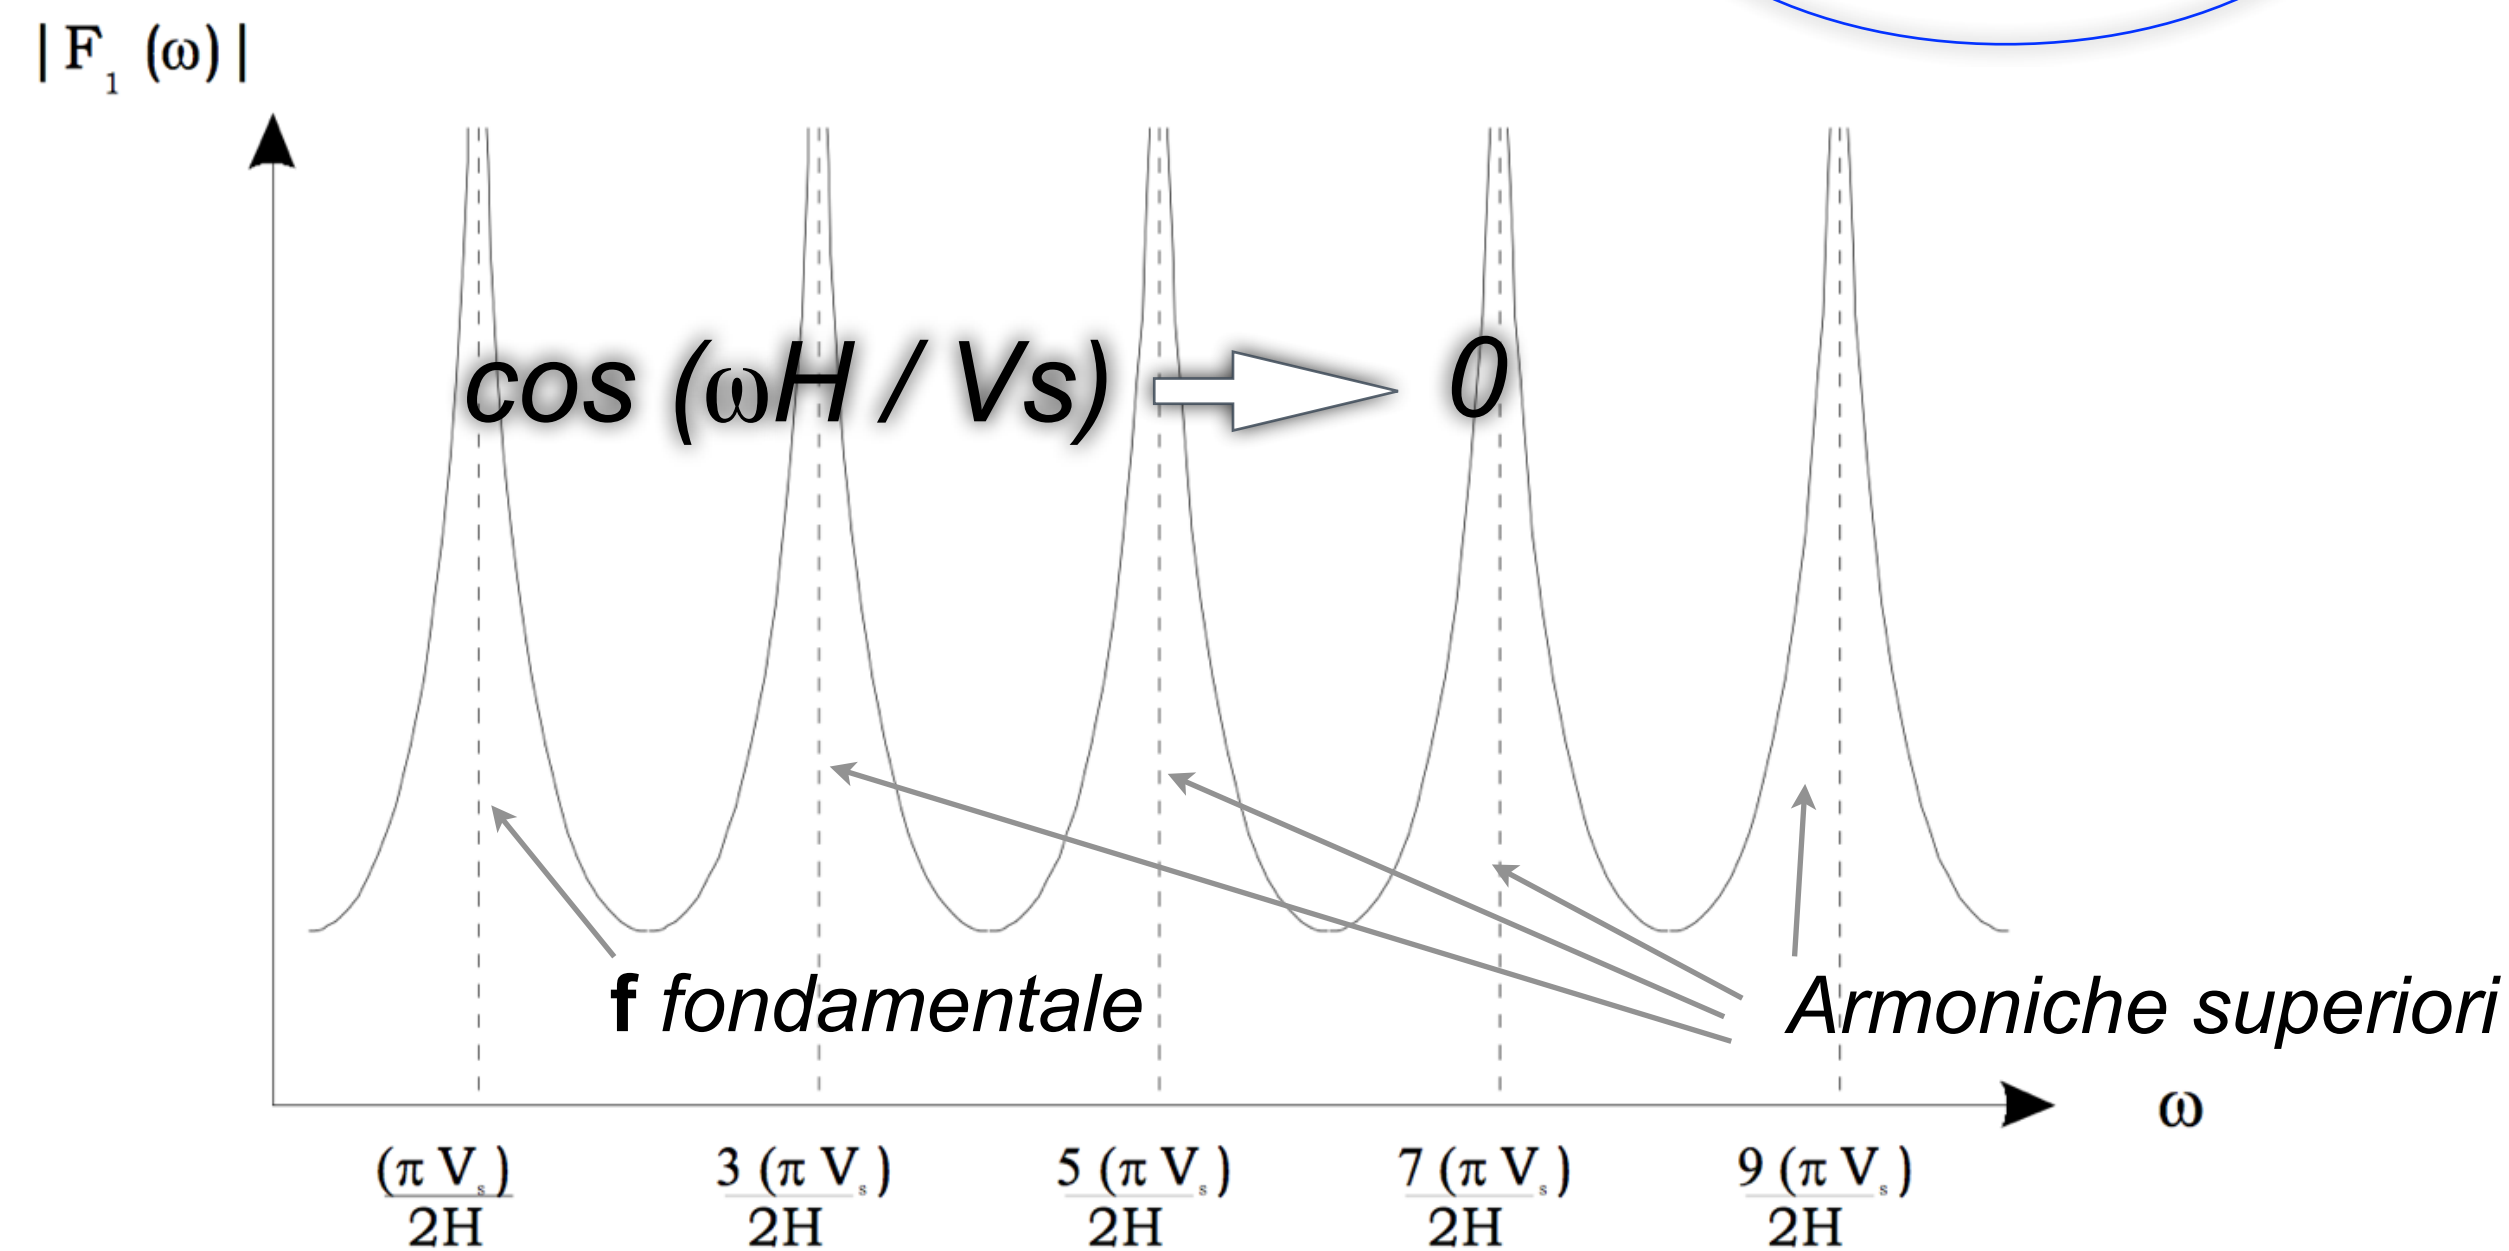 | F1 (ω) |
cos (ωH / Vs) 0
f fondamentale
Armoniche superiori
ω
(π Vs) 3 (π Vs) 5 (π Vs) 7 (π Vs) 9 (π Vs)
2H 2H 2H 2H 2H